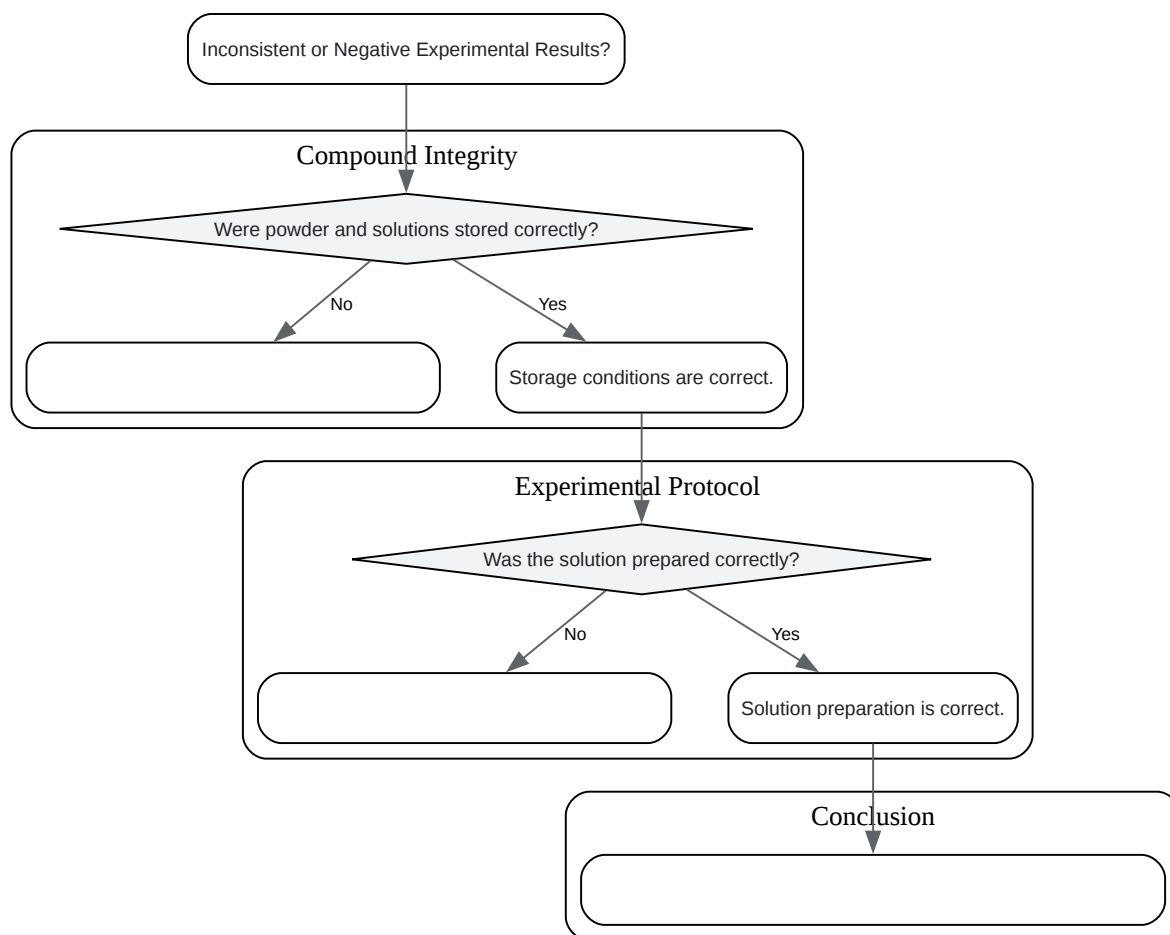 Inconsistent or Negative Experimental Results?
Compound Integrity
Were powder and solutions stored correctly?
No
Yes
Storage conditions are correct.
Experimental Protocol
Was the solution prepared correctly?
No
Yes
Solution preparation is correct.
Conclusion